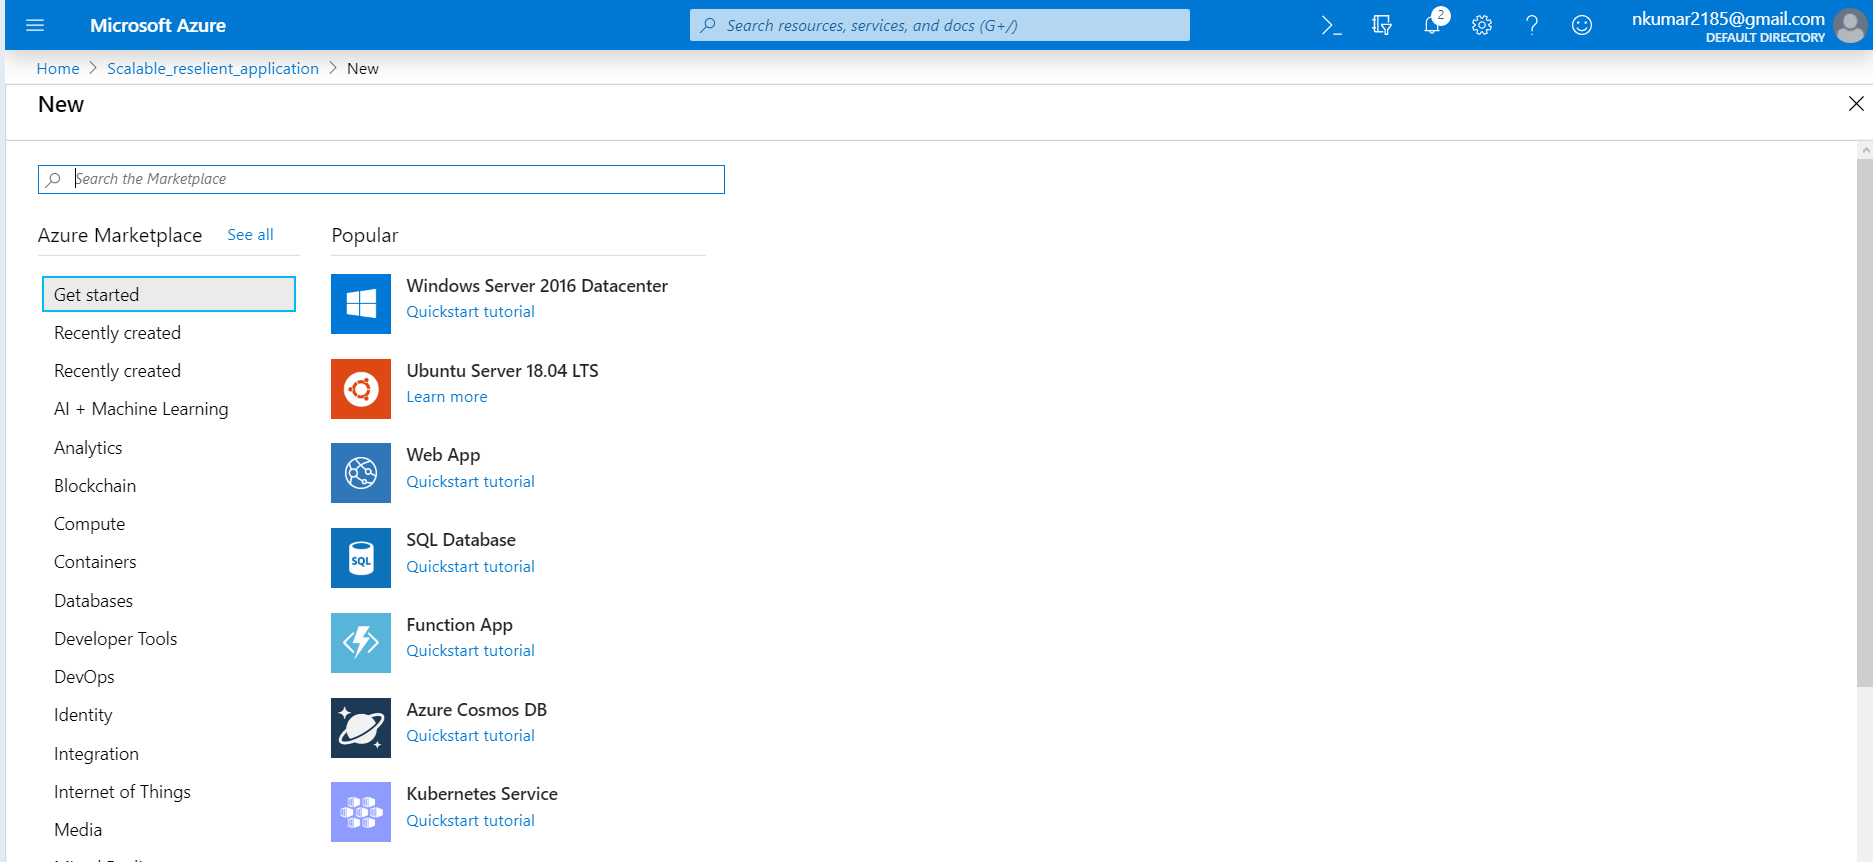 Microsoft Azure
Search resources, services, and docs (G+/)
2
nkumar2185@gmail.com
DEFAULT DIRECTORY
Home > Scalable_reselient_application > New
New
Search the Marketplace
Azure Marketplace See all
Get started
Recently created
Recently created
AI + Machine Learning
Analytics
Blockchain
Compute
Containers
Databases
Developer Tools
DevOps
Identity
Integration
Internet of Things
Media
Popular
Windows Server 2016 Datacenter
Quickstart tutorial
Ubuntu Server 18.04 LTS
Learn more
Web App
Quickstart tutorial
SQL
SQL Database
Quickstart tutorial
Function App
Quickstart tutorial
Azure Cosmos DB
Quickstart tutorial
Kubernetes Service
Quickstart tutorial